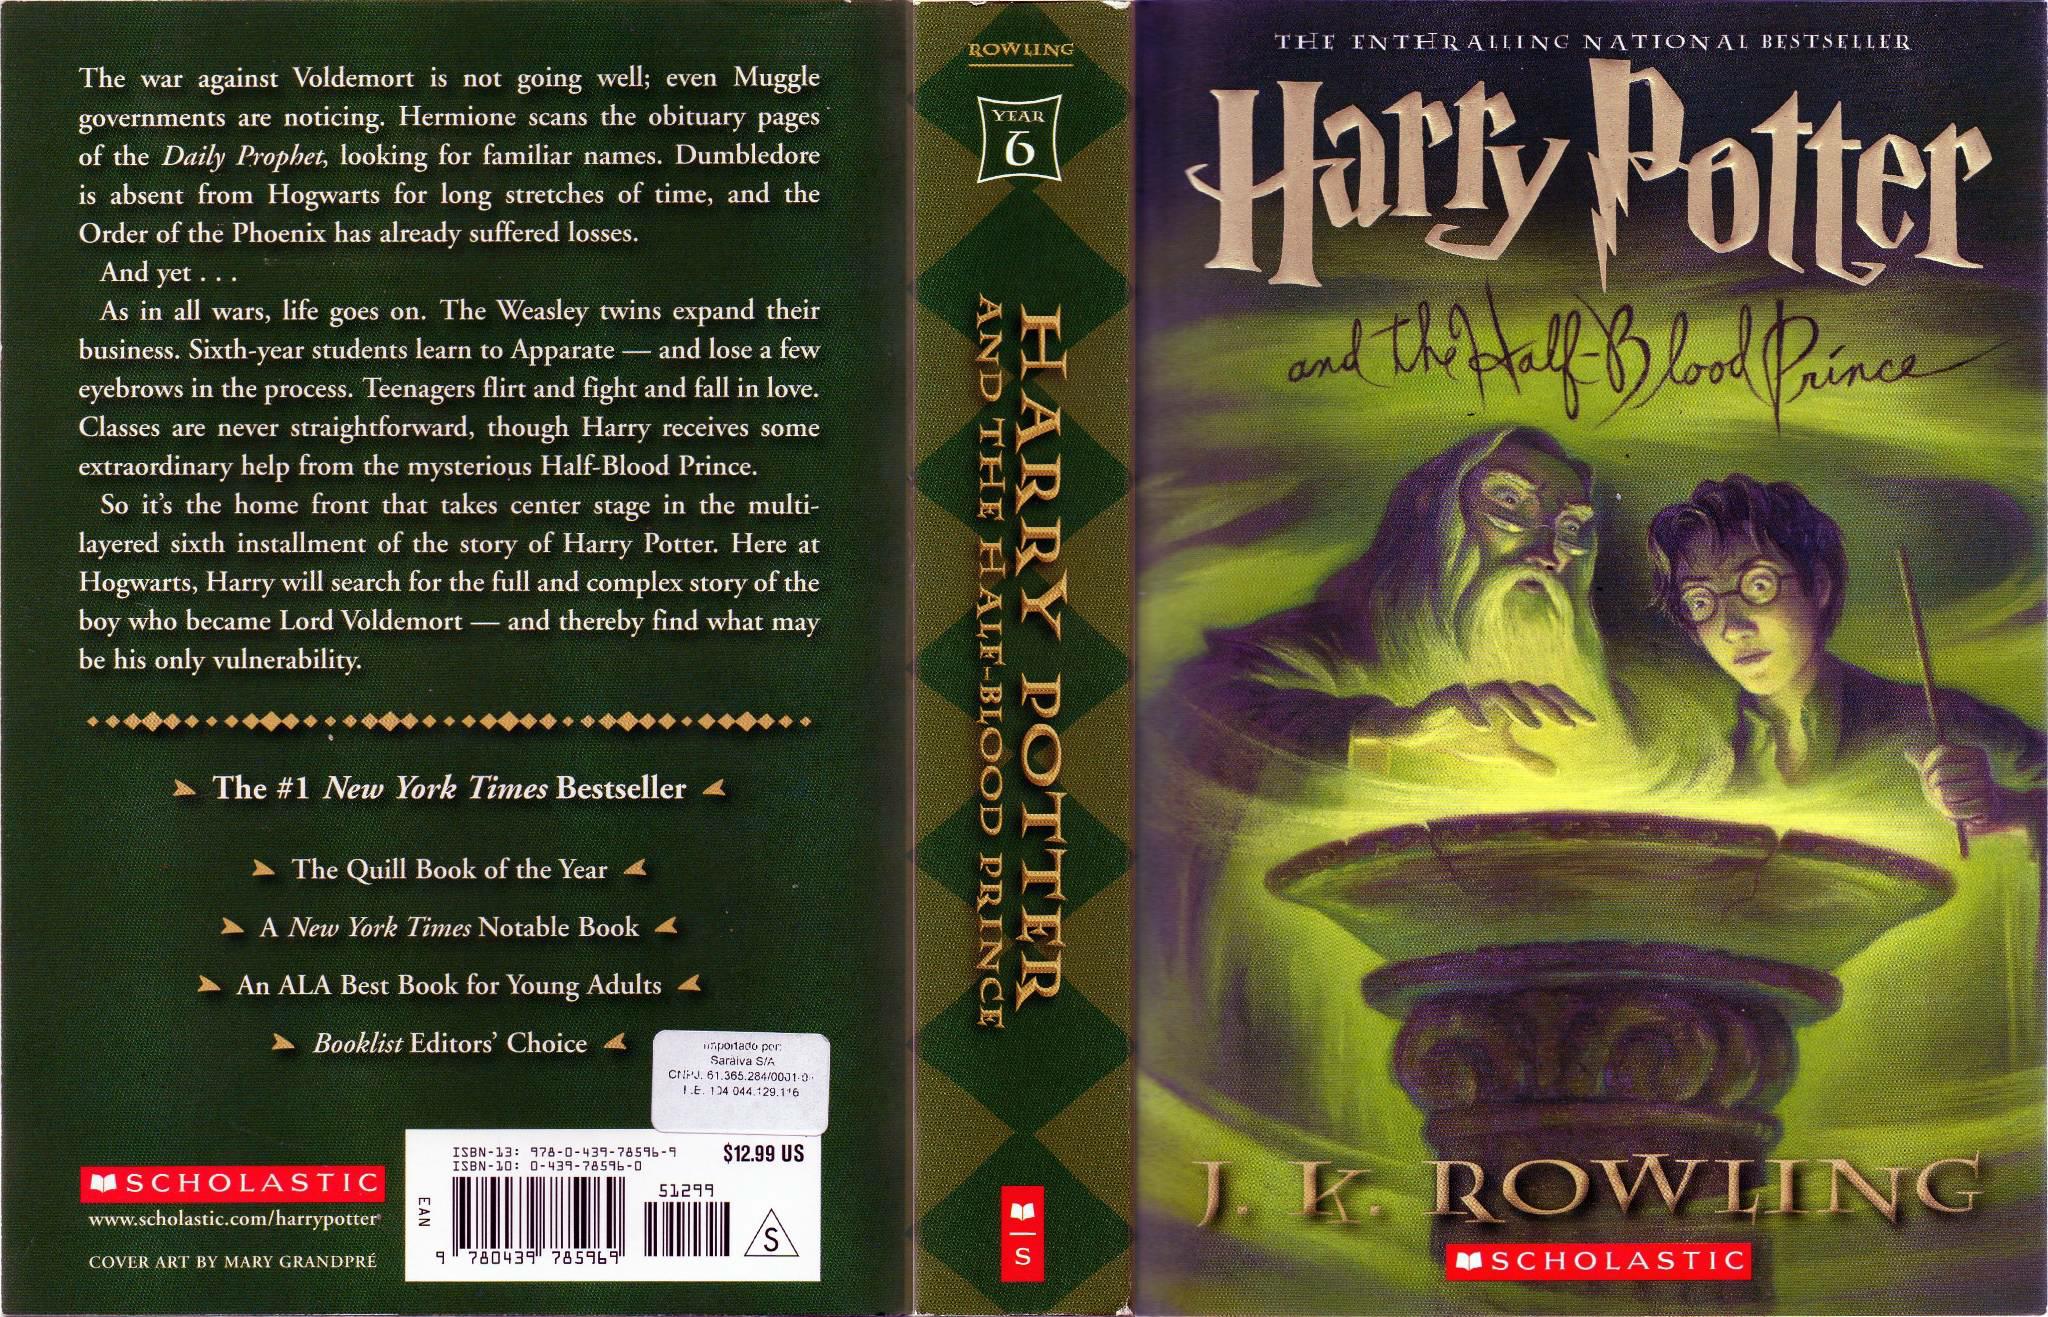 The war against Voldemort is not going well; even Muggle
governments are noticing. Hermione scans the obituary pages
of the Daily Prophet, looking for familiar names. Dumbledore
is absent from Hogwarts for long stretches of time, and the
Order of the Phoenix has already suffered losses.
And yet . . .
As in all wars, life goes on. The Weasley twins expand their
business. Sixth-year students learn to Apparate — and lose a few
eyebrows in the process. Teenagers flirt and fight and fall in love.
Classes are never straightforward, though Harry receives some
extraordinary help from the mysterious Half-Blood Prince.
So it’s the home front that takes center stage in the multi-
layered sixth installment of the story of Harry Potter. Here at
Hogwarts, Harry will search for the full and complex story of the
boy who became Lord Voldemort — and thereby find what may
be his only vulnerability.
The #1 New York Times Bestseller
The Quill Book of the Year
A New York Times Notable Book
An ALA Best Book for Young Adults
Booklist Editors’ Choice
importado por:
Saraiva S/A
CNPJ. 61.365.284/0001-0
I.E. 104 044.129.116
SCHOLASTIC
www.scholastic.com/harrypotter
COVER ART BY MARY GRANDPRÉ
ISBN-13: 978-0-439-78596-9
ISBN-10: 0-439-78596-0
$12.99 US
51299
EAN
9 780439 785969
S
ROWLING
YEAR
6
HARRY POTTER
AND THE HALF-BLOOD PRINCE
S
THE ENTHRALLING NATIONAL BESTSELLER
Harry Potter
and the Half-Blood Prince
J. K. ROWLING
SCHOLASTIC